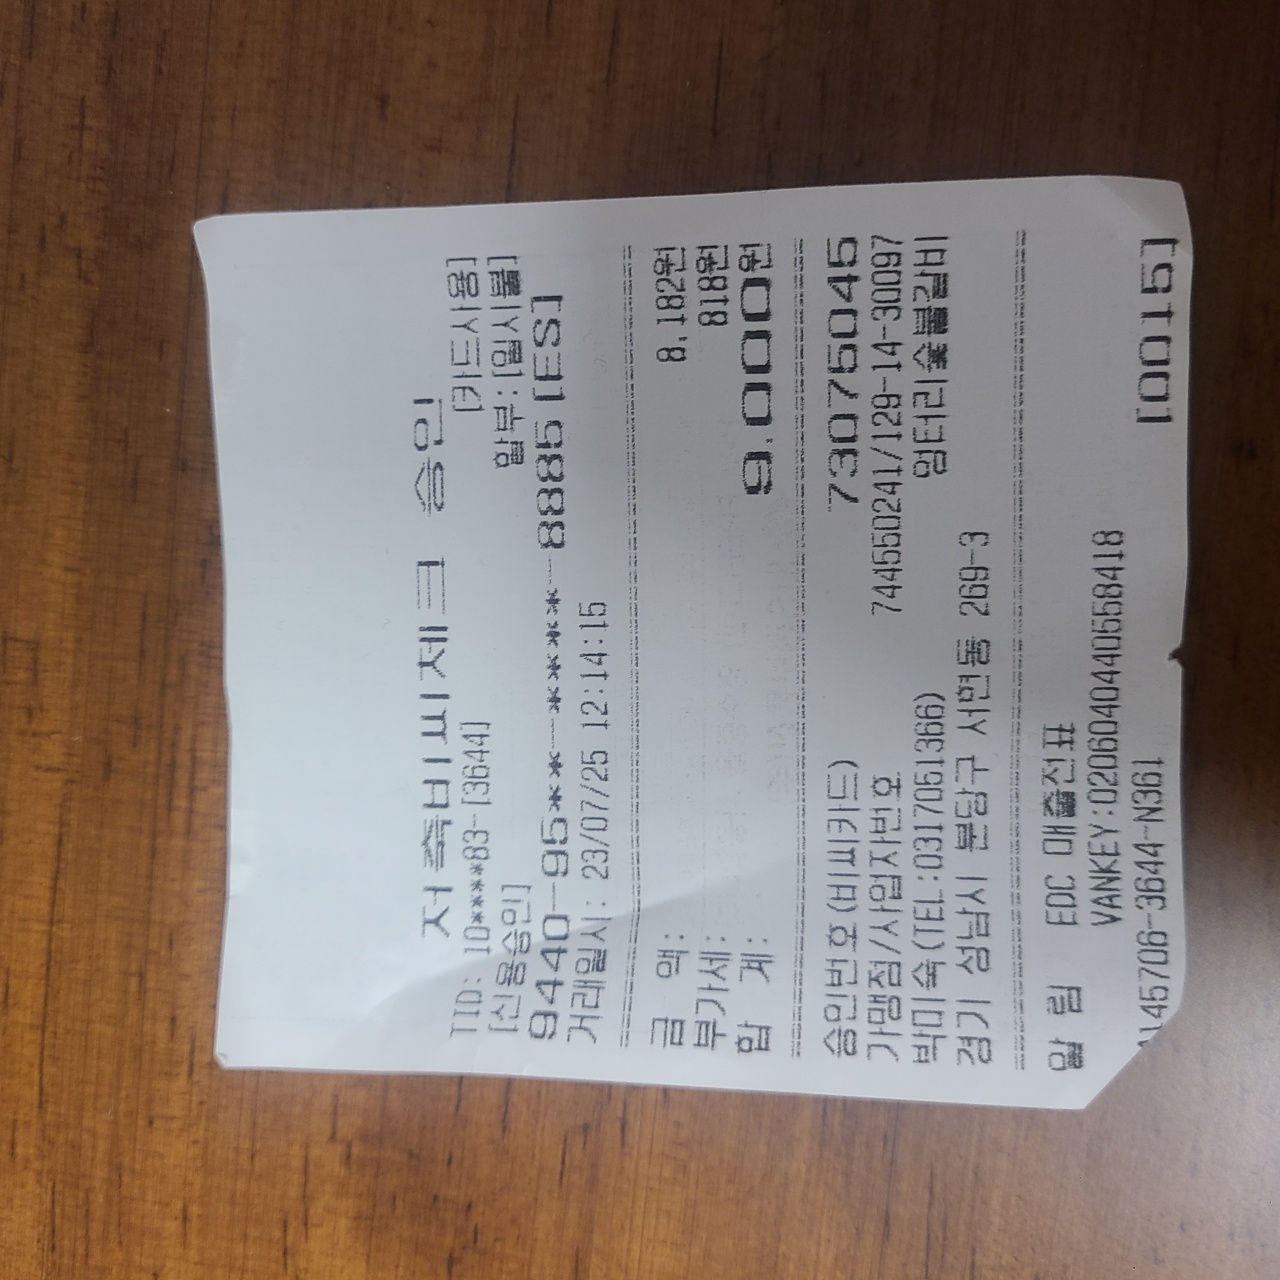 저축비씨체크 승인
TID: 10****83-[3644] [카드사용]
[신용승인] 할부:[일시불]
9440-95**-****-8885 [ES]
거래일시: 23/07/25 12:14:15
금 액: 8,182원
부가세: 818원
합 계: 9,000원
승인번호(비씨카드) 73075045
가맹점/사업자번호 744550241/129-14-30097
박미숙(TEL:0317051366) 엄터리숯불갈비
경기 성남시 분당구 서현동 269-3
알 림 EDC 매출전표
VANKEY:0206040440558418
145706-3644-N361 [0015]